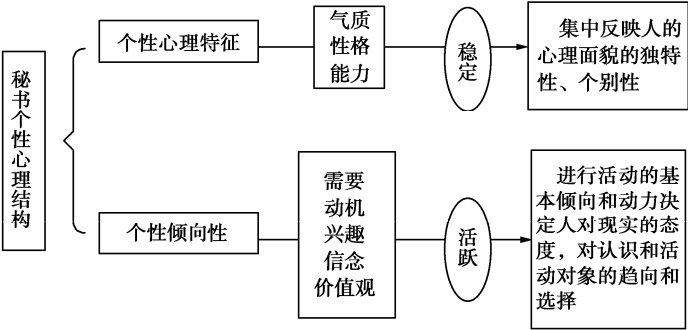 秘书个性心理结构
个性心理特征
气质
性格
能力
稳定
集中反映人的
心理面貌的独特
性、个别性
个性倾向性
需要
动机
兴趣
信念
价值观
活跃
进行活动的基
本倾向和动力决
定人对现实的态
度，对认识和活
动对象的趋向和
选择